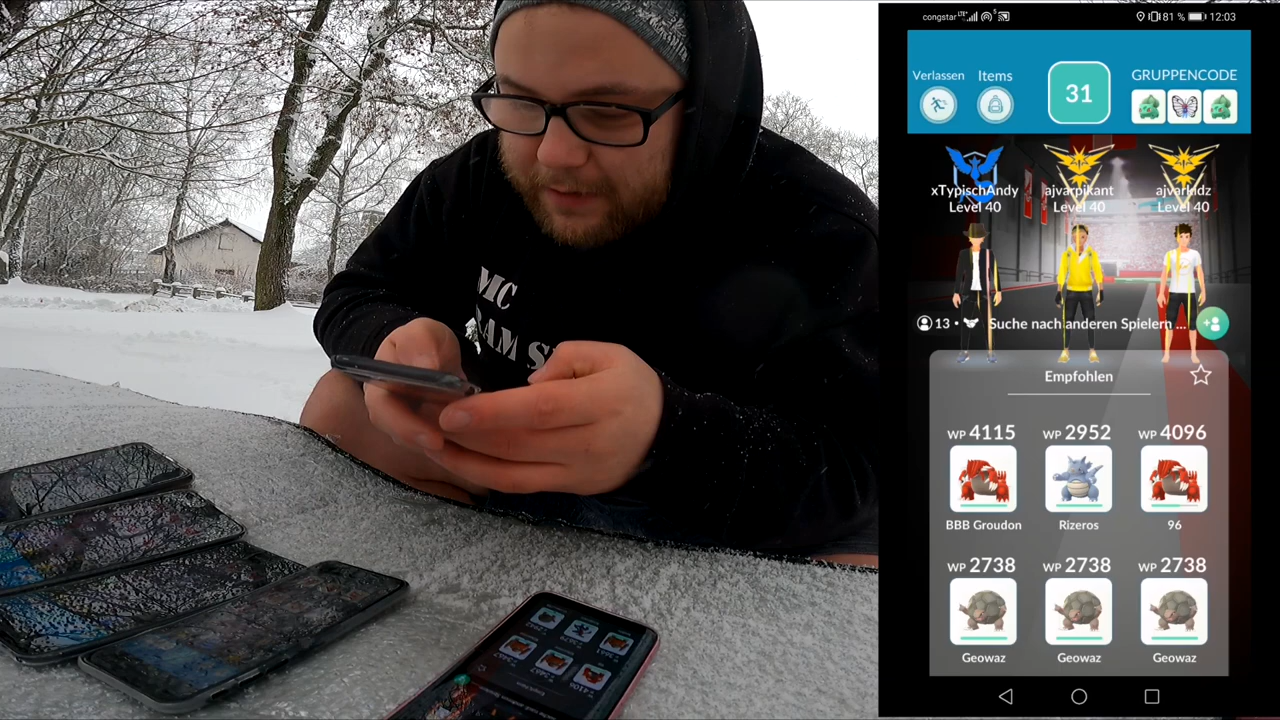 MC
congstar LTE 81 % 12:03
Verlassen Items 31 GRUPPENCODE
xTypischAndy ajvarpikant ajvarkidz
Level 40 Level 40 Level 40
13 • Suche nach anderen Spielern ...
Empfohlen
WP 4115 WP 2952 WP 4096
BBB Groudon Rizeros 96
WP 2738 WP 2738 WP 2738
Geowaz Geowaz Geowaz